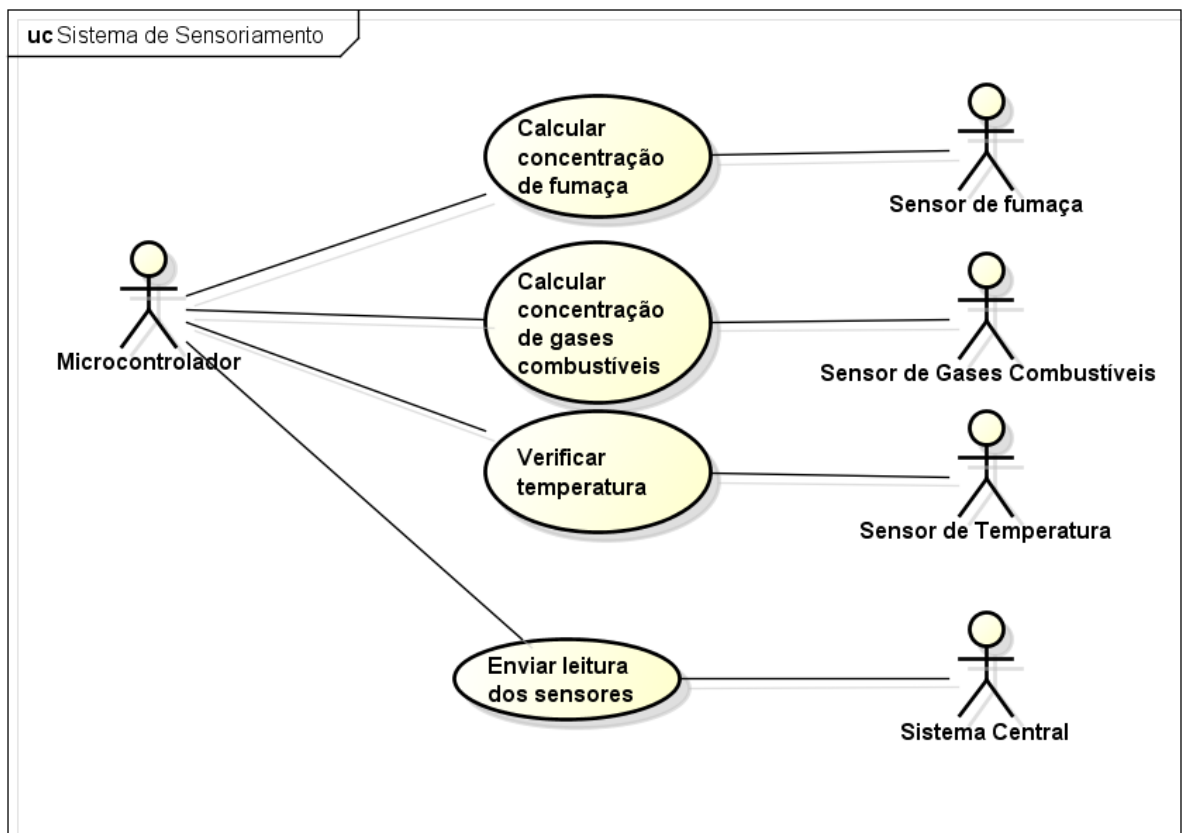 uc Sistema de Sensoriamento
Calcular
concentração
de fumaça
Sensor de fumaça
Microcontrolador
Calcular
concentração
de gases
combustíveis
Sensor de Gases Combustíveis
Verificar
temperatura
Sensor de Temperatura
Enviar leitura
dos sensores
Sistema Central